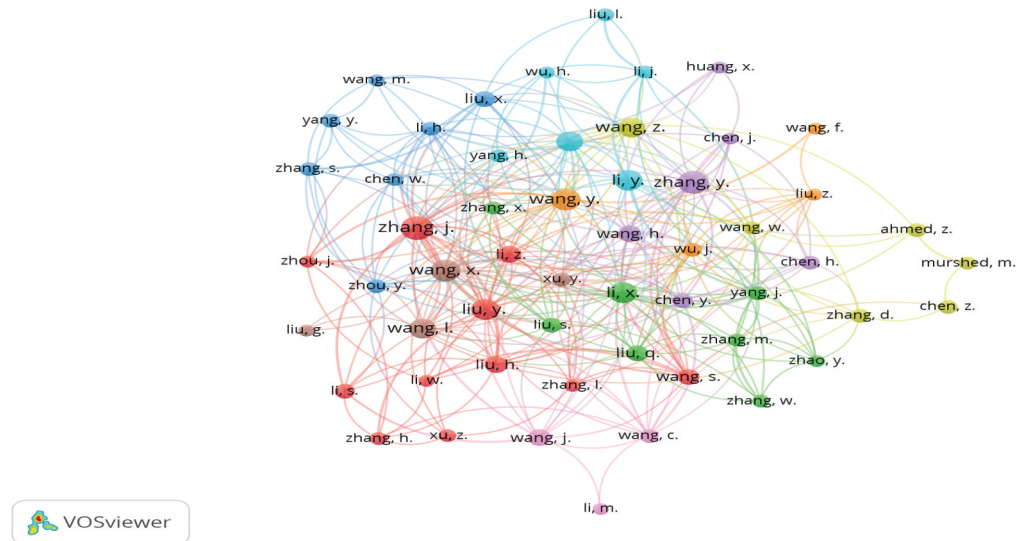 liu, l.
wu, h.
li, j.
huang, x.
wang, m.
liu, x.
yang, y.
li, h.
wang, z.
wang, f.
chen, j.
yang, h.
zhang, s.
chen, w.
li, y.
zhang, y.
liu, z.
wang, y.
zhang, x.
zhang, j.
wang, h.
wang, w.
ahmed, z.
wu, j.
li, z.
zhou, j.
chen, h.
murshed, m.
wang, x.
xu, y.
zhou, y.
li, x.
chen, y.
yang, j.
chen, z.
liu, y.
zhang, d.
liu, g.
wang, l.
liu, s.
zhang, m.
liu, q.
zhao, y.
liu, h.
li, w.
zhang, l.
wang, s.
li, s.
zhang, w.
zhang, h.
xu, z.
wang, j.
wang, c.
li, m.
VOSviewer